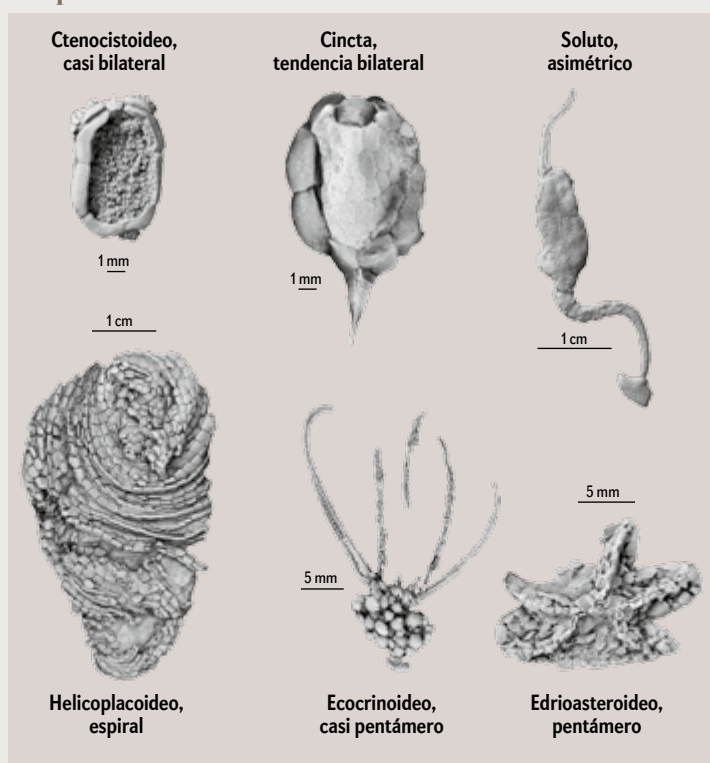 Ctenocistoideo,
casi bilateral
Cincta,
tendencia bilateral
Soluto,
asimétrico
1 mm
1 mm
1 cm
1 cm
5 mm
5 mm
Helicoplacoideo,
espiral
Ecocrinoideo,
casi pentámero
Edrioasteroideo,
pentámero